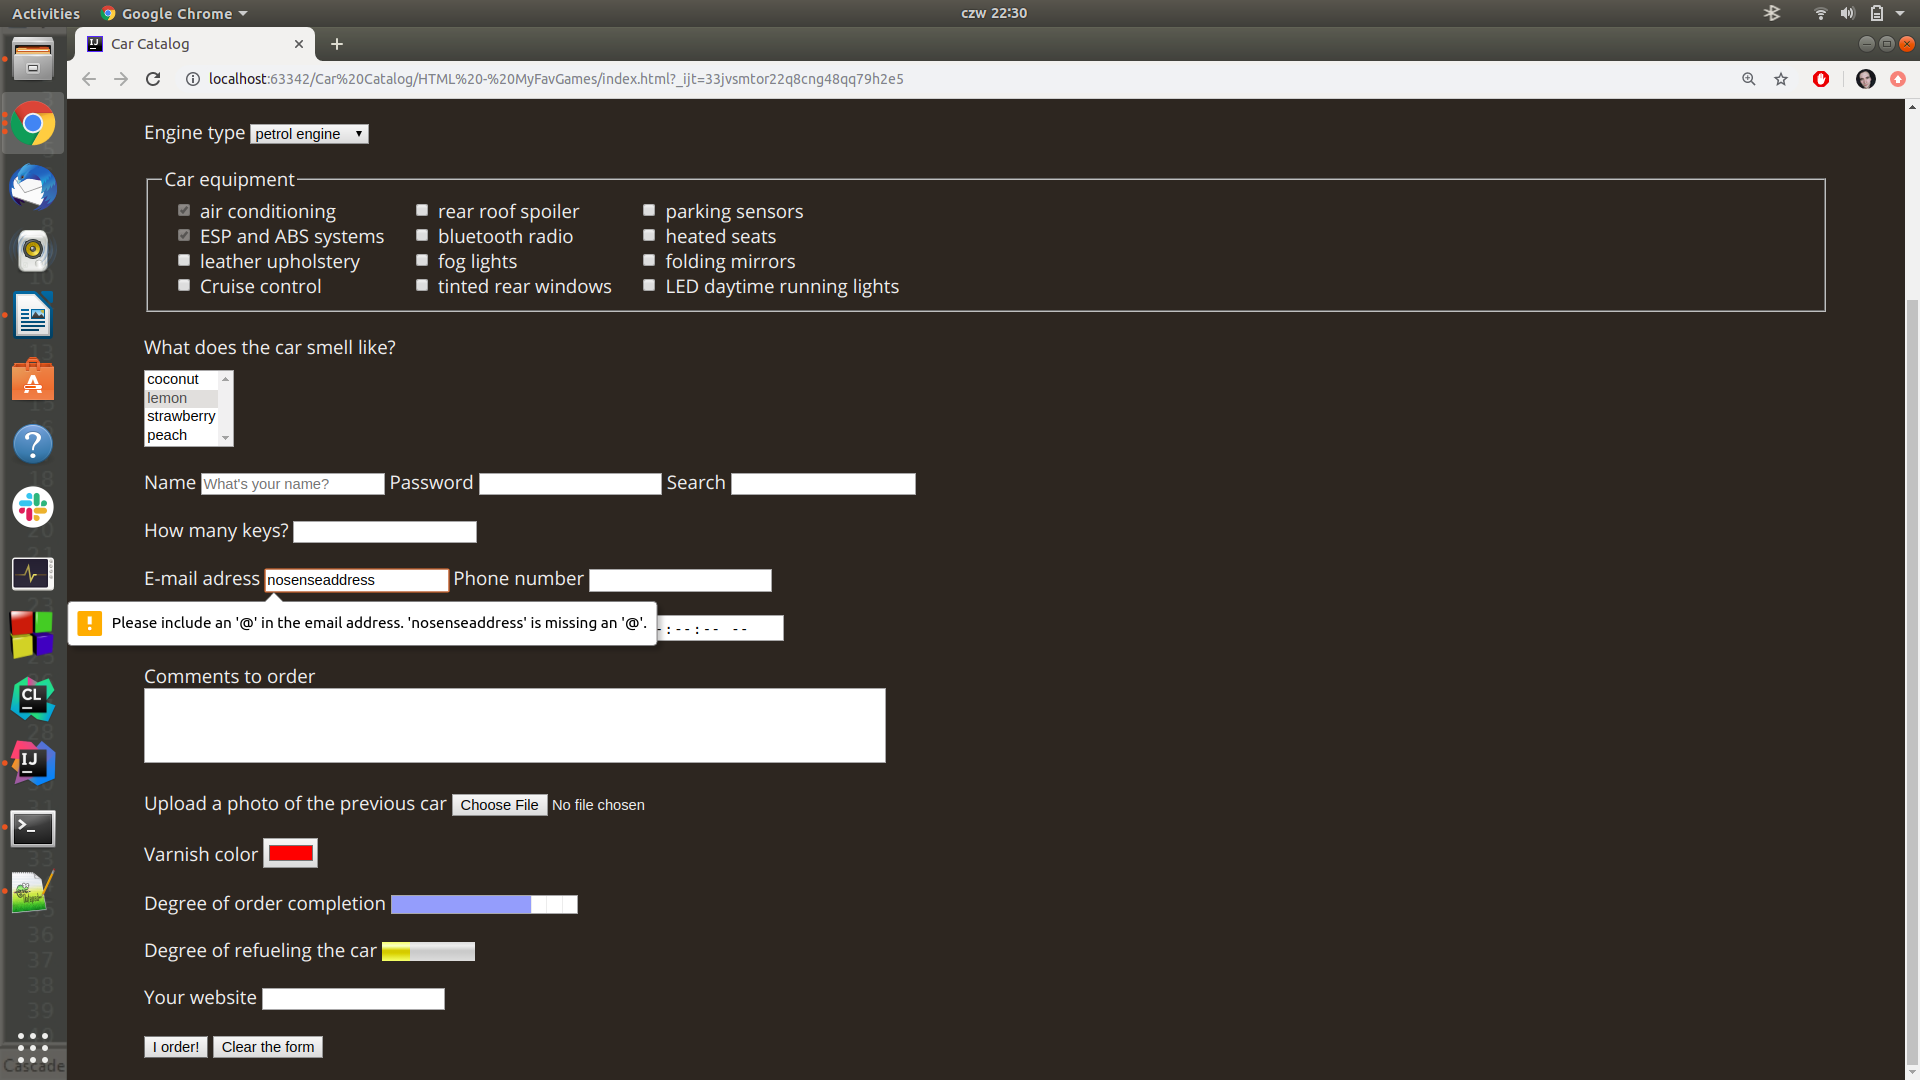 Activities Google Chrome czw 22:30
Car Catalog
localhost:63342/Car%20Catalog/HTML%20-%20MyFavGames/index.html?_ijt=33jvsmtor22q8cng48qq79h2e5
Engine type petrol engine
Car equipment
air conditioning rear roof spoiler parking sensors
ESP and ABS systems bluetooth radio heated seats
leather upholstery fog lights folding mirrors
Cruise control tinted rear windows LED daytime running lights
What does the car smell like?
coconut
lemon
strawberry
peach
Name What's your name? Password Search
How many keys?
E-mail adress nosenseaddress Phone number
Please include an '@' in the email address. 'nosenseaddress' is missing an '@'. -:--:-- --
Comments to order
Upload a photo of the previous car Choose File No file chosen
Varnish color
Degree of order completion
Degree of refueling the car
Your website
I order! Clear the form
CL
IJ
36
37
38
39
Cascade